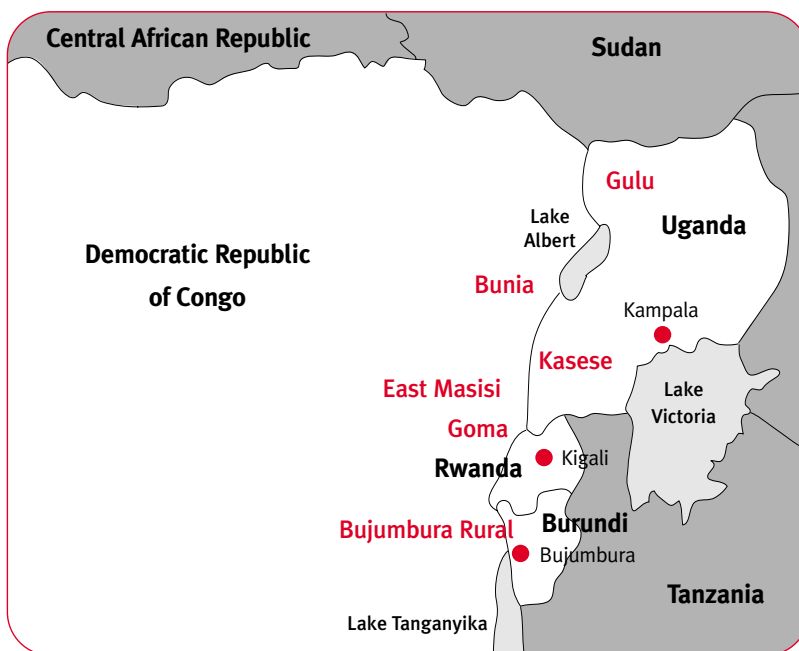 Central African Republic
Sudan
Gulu
Lake
Albert
Uganda
Democratic Republic
of Congo
Bunia
Kampala
Kasese
East Masisi
Lake
Victoria
Goma
Rwanda
Kigali
Bujumbura Rural
Burundi
Bujumbura
Tanzania
Lake Tanganyika